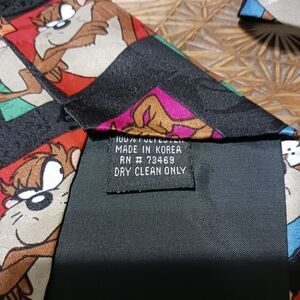 100% POLYESTER
MADE IN KOREA
RN # 73469
DRY CLEAN ONLY